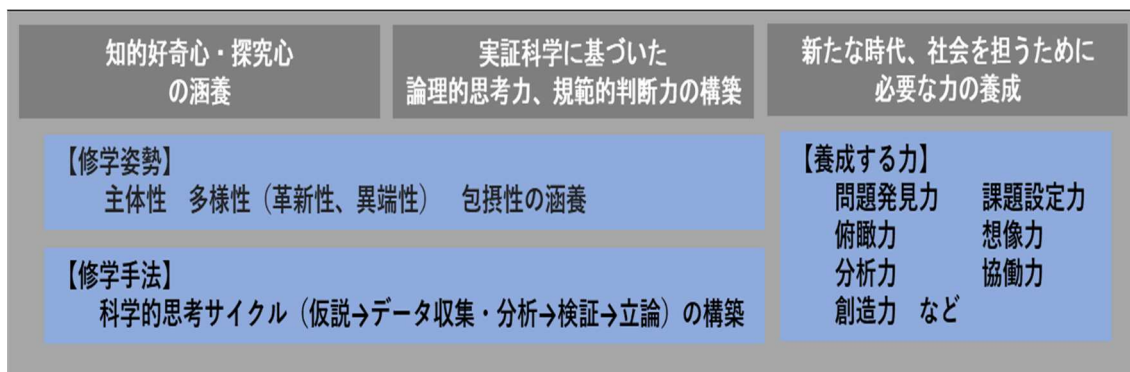 知的好奇心・探究心
の涵養
実証科学に基づいた
論理的思考力、規範的判断力の構築
新たな時代、社会を担うために
必要な力の養成
【修学姿勢】
主体性　多様性（革新性、異端性）　包摂性の涵養
【修学手法】
科学的思考サイクル（仮説→データ収集・分析→検証→立論）の構築
【養成する力】
問題発見力　課題設定力
俯瞰力　想像力
分析力　協働力
創造力　など